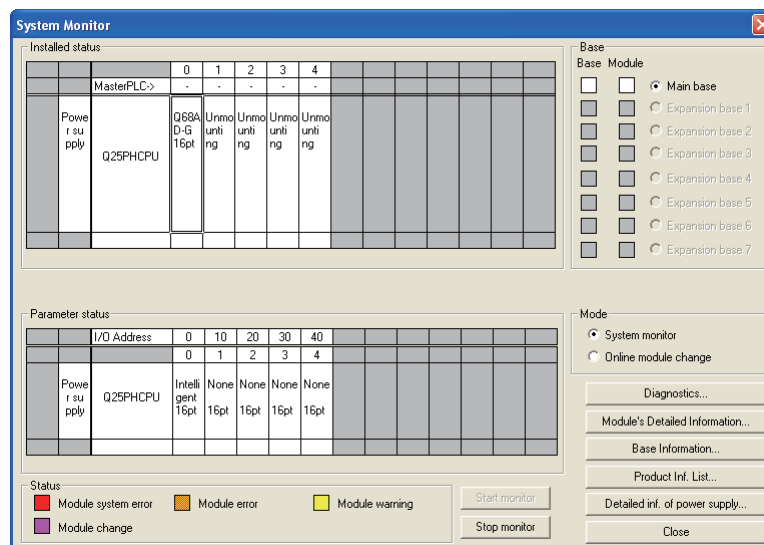 System Monitor
Installed status
0 1 2 3 4
MasterPLC-> - - - - -
Powe
r su
pply
Q25PHCPU
Q68A
D-G
16pt
Unmo
unti
ng
Unmo
unti
ng
Unmo
unti
ng
Unmo
unti
ng
Base
Base Module
Main base
Expansion base 1
Expansion base 2
Expansion base 3
Expansion base 4
Expansion base 5
Expansion base 6
Expansion base 7
Parameter status
I/O Address 0 10 20 30 40
0 1 2 3 4
Powe
r su
pply
Q25PHCPU
Intelli
gent
16pt
None
16pt
None
16pt
None
16pt
None
16pt
Mode
System monitor
Online module change
Diagnostics...
Module's Detailed Information...
Base Information...
Product Inf. List...
Detailed inf. of power supply...
Close
Status
Module system error
Module error
Module warning
Module change
Start monitor
Stop monitor